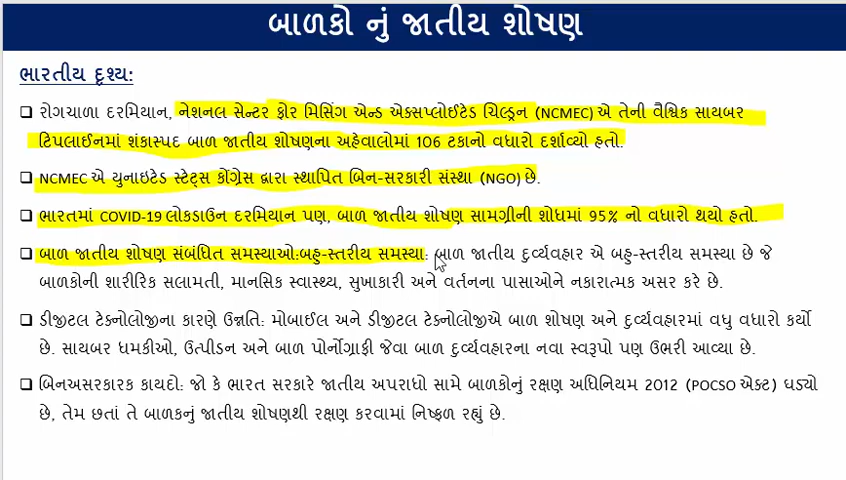 બાળકો નું જાતીય શોષણ
ભારતીય દૃશ્ય:
❑ રોગચાળા દરમિયાન, નેશનલ સેન્ટર ફોર મિસિંગ એન્ડ એક્સપ્લોઈટેડ ચિલ્ડ્રન (NCMEC) એ તેની વૈશ્વિક સાયબર
ટિપલાઈનમાં શંકાસ્પદ બાળ જાતીય શોષણના અહેવાલોમાં 106 ટકાનો વધારો દર્શાવ્યો હતો.
❑ NCMEC એ યુનાઇટેડ સ્ટેટ્સ કોંગ્રેસ દ્વારા સ્થાપિત બિન-સરકારી સંસ્થા (NGO) છે.
❑ ભારતમાં COVID-19 લોકડાઉન દરમિયાન પણ, બાળ જાતીય શોષણ સામગ્રીની શોધમાં 95% નો વધારો થયો હતો.
❑ બાળ જાતીય શોષણ સંબંધિત સમસ્યાઓ:બહુ-સ્તરીય સમસ્યા: બાળ જાતીય દુર્વ્યવહાર એ બહુ-સ્તરીય સમસ્યા છે જે
બાળકોની શારીરિક સલામતી, માનસિક સ્વાસ્થ્ય, સુખાકારી અને વર્તનના પાસાઓને નકારાત્મક અસર કરે છે.
❑ ડીજીટલ ટેક્નોલોજીના કારણે ઉન્નતિ: મોબાઈલ અને ડીજીટલ ટેક્નોલોજીએ બાળ શોષણ અને દુર્વ્યવહારમાં વધુ વધારો કર્યો
છે. સાયબર ધમકીઓ, ઉત્પીડન અને બાળ પોર્નોગ્રાફી જેવા બાળ દુર્વ્યવહારના નવા સ્વરૂપો પણ ઉભરી આવ્યા છે.
❑ બિનઅસરકારક કાયદો: જો કે ભારત સરકારે જાતીય અપરાધો સામે બાળકોનું રક્ષણ અધિનિયમ 2012 (POCSO એક્ટ) ઘડ્યો
છે, તેમ છતાં તે બાળકનું જાતીય શોષણથી રક્ષણ કરવામાં નિષ્ફળ રહ્યું છે.